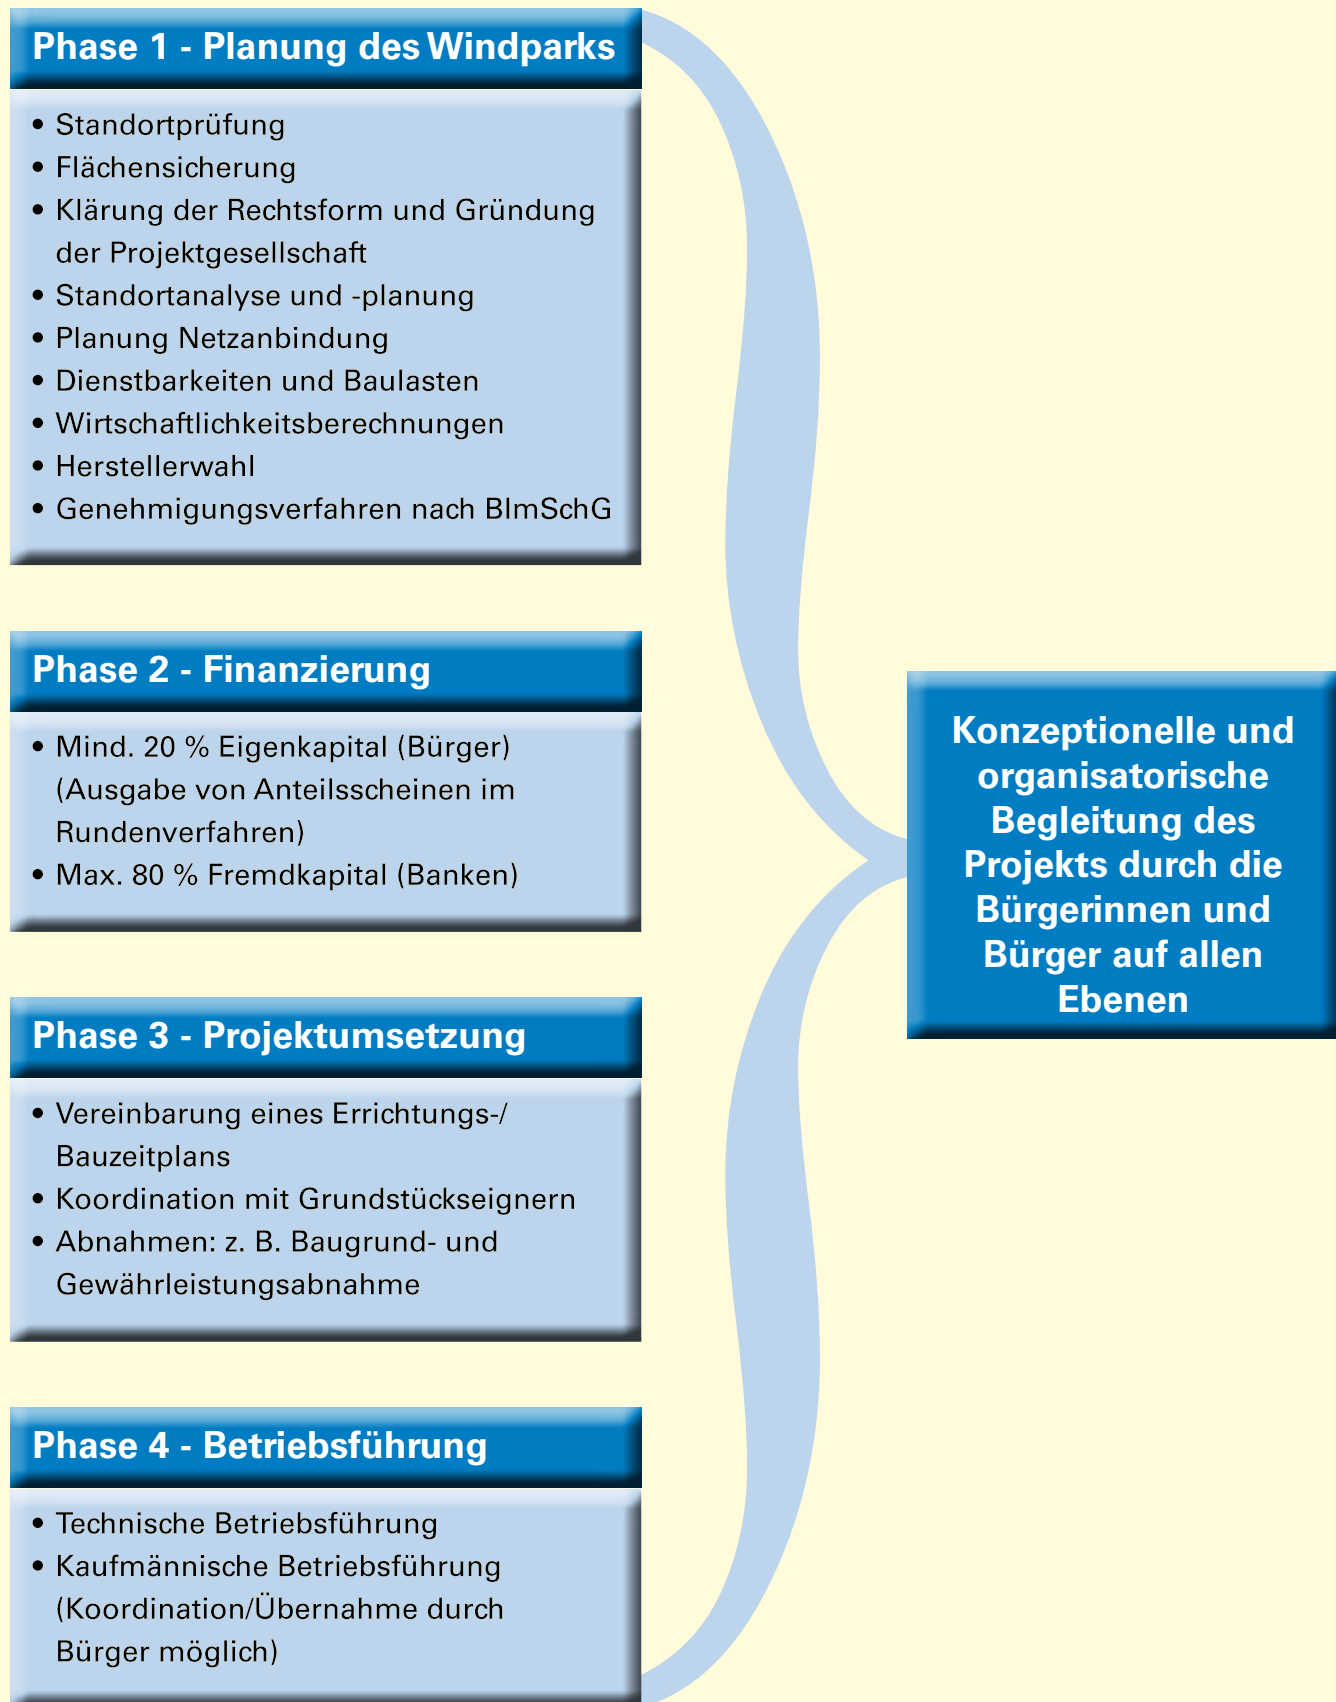 Phase 1 - Planung des Windparks
• Standortprüfung
• Flächensicherung
• Klärung der Rechtsform und Gründung
der Projektgesellschaft
• Standortanalyse und -planung
• Planung Netzanbindung
• Dienstbarkeiten und Baulasten
• Wirtschaftlichkeitsberechnungen
• Herstellerwahl
• Genehmigungsverfahren nach BImSchG
Phase 2 - Finanzierung
• Mind. 20 % Eigenkapital (Bürger)
(Ausgabe von Anteilsscheinen im
Rundenverfahren)
• Max. 80 % Fremdkapital (Banken)
Phase 3 - Projektumsetzung
• Vereinbarung eines Errichtungs-/
Bauzeitplans
• Koordination mit Grundstückseignern
• Abnahmen: z. B. Baugrund- und
Gewährleistungsabnahme
Phase 4 - Betriebsführung
• Technische Betriebsführung
• Kaufmännische Betriebsführung
(Koordination/Übernahme durch
Bürger möglich)
Konzeptionelle und
organisatorische
Begleitung des
Projekts durch die
Bürgerinnen und
Bürger auf allen
Ebenen